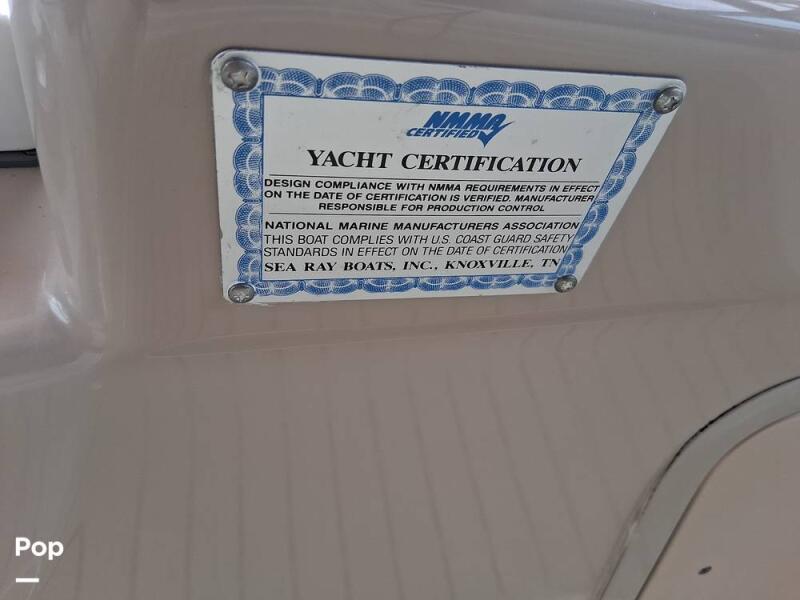 NMMA
CERTIFIED
YACHT CERTIFICATION
DESIGN COMPLIANCE WITH NMMA REQUIREMENTS IN EFFECT
ON THE DATE OF CERTIFICATION IS VERIFIED. MANUFACTURER
RESPONSIBLE FOR PRODUCTION CONTROL
NATIONAL MARINE MANUFACTURERS ASSOCIATION
THIS BOAT COMPLIES WITH U.S. COAST GUARD SAFETY
STANDARDS IN EFFECT ON THE DATE OF CERTIFICATION
SEA RAY BOATS, INC., KNOXVILLE, TN
Pop